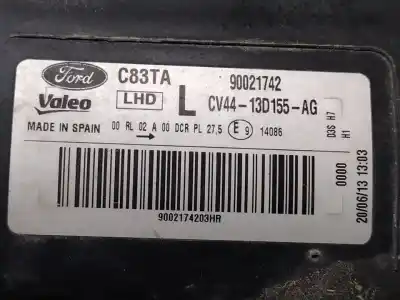 Ford
C83TA
90021742
Valeo
LHD
L
CV44-13D155-AG
MADE IN SPAIN
00 RL 02 A 00 DCR PL 27,5
E 9
14086
D3S H7
H1
0000
20/06/13 13:03
9002174203HR